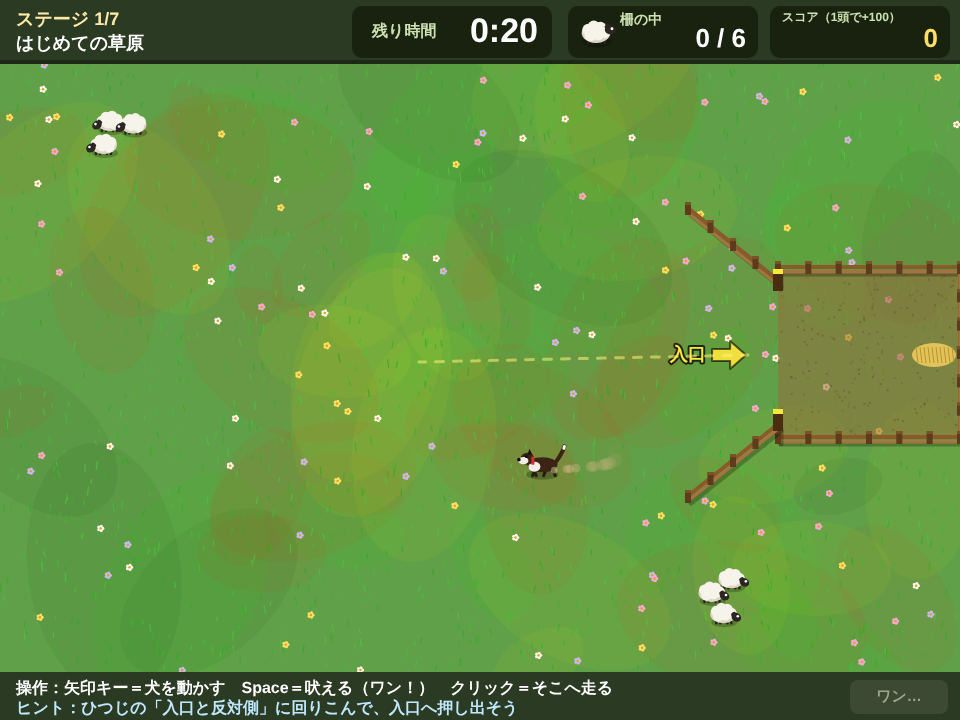 ステージ 1/7
はじめての草原
残り時間 0:20
柵の中
0 / 6
スコア（1頭で+100）
0
入口
操作：矢印キー＝犬を動かす　Space＝吠える（ワン！）　クリック＝そこへ走る
ヒント：ひつじの「入口と反対側」に回りこんで、入口へ押し出そう
ワン…